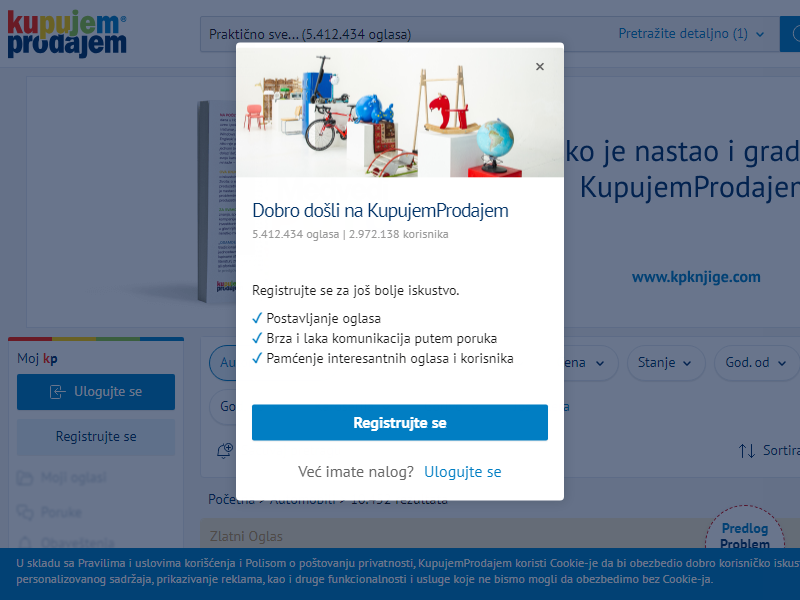 kupujem
prodajem
Praktično sve... (5.412.434 oglasa)
Pretražite detaljno (1)
ko je nastao i grad
KupujemProdajem
www.kpknjige.com
Dobro došli na KupujemProdajem
5.412.434 oglasa | 2.972.138 korisnika
Registrujte se za još bolje iskustvo.
Postavljanje oglasa
Brza i laka komunikacija putem poruka
Pamćenje interesantnih oglasa i korisnika
Registrujte se
Već imate nalog? Ulogujte se
Moj kp
Ulogujte se
Registrujte se
Moji oglasi
Poruke
Obaveštenja
Au
ena
Stanje
God. od
Go
a
Sortira
Početna > Automobili > 10.452 rezultata
Zlatni Oglas
Predlog
Problem
U skladu sa Pravilima i uslovima korišćenja i Polisom o poštovanju privatnosti, KupujemProdajem koristi Cookie-je da bi obezbedio dobro korisničko iskust
personalizovanog sadržaja, prikazivanje reklama, kao i druge funkcionalnosti i usluge koje ne bismo mogli da obezbedimo bez Cookie-ja.